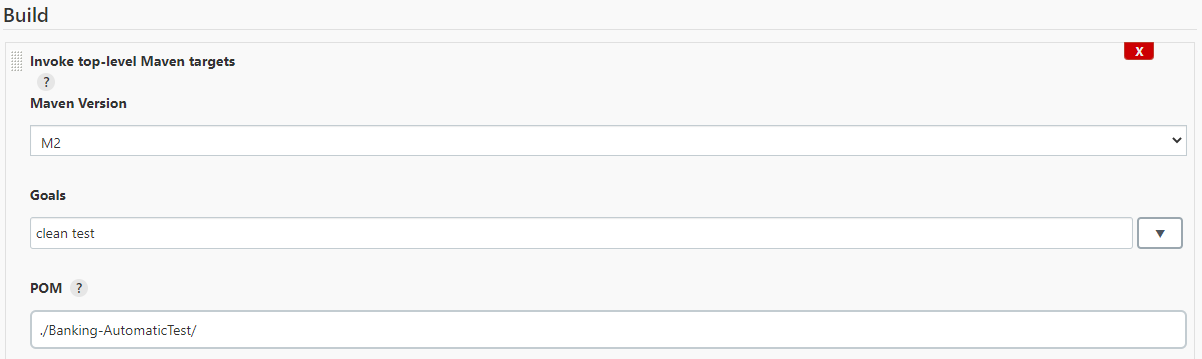 Build
Invoke top-level Maven targets
X
?
Maven Version
M2
Goals
clean test
▼
POM ?
./Banking-AutomaticTest/